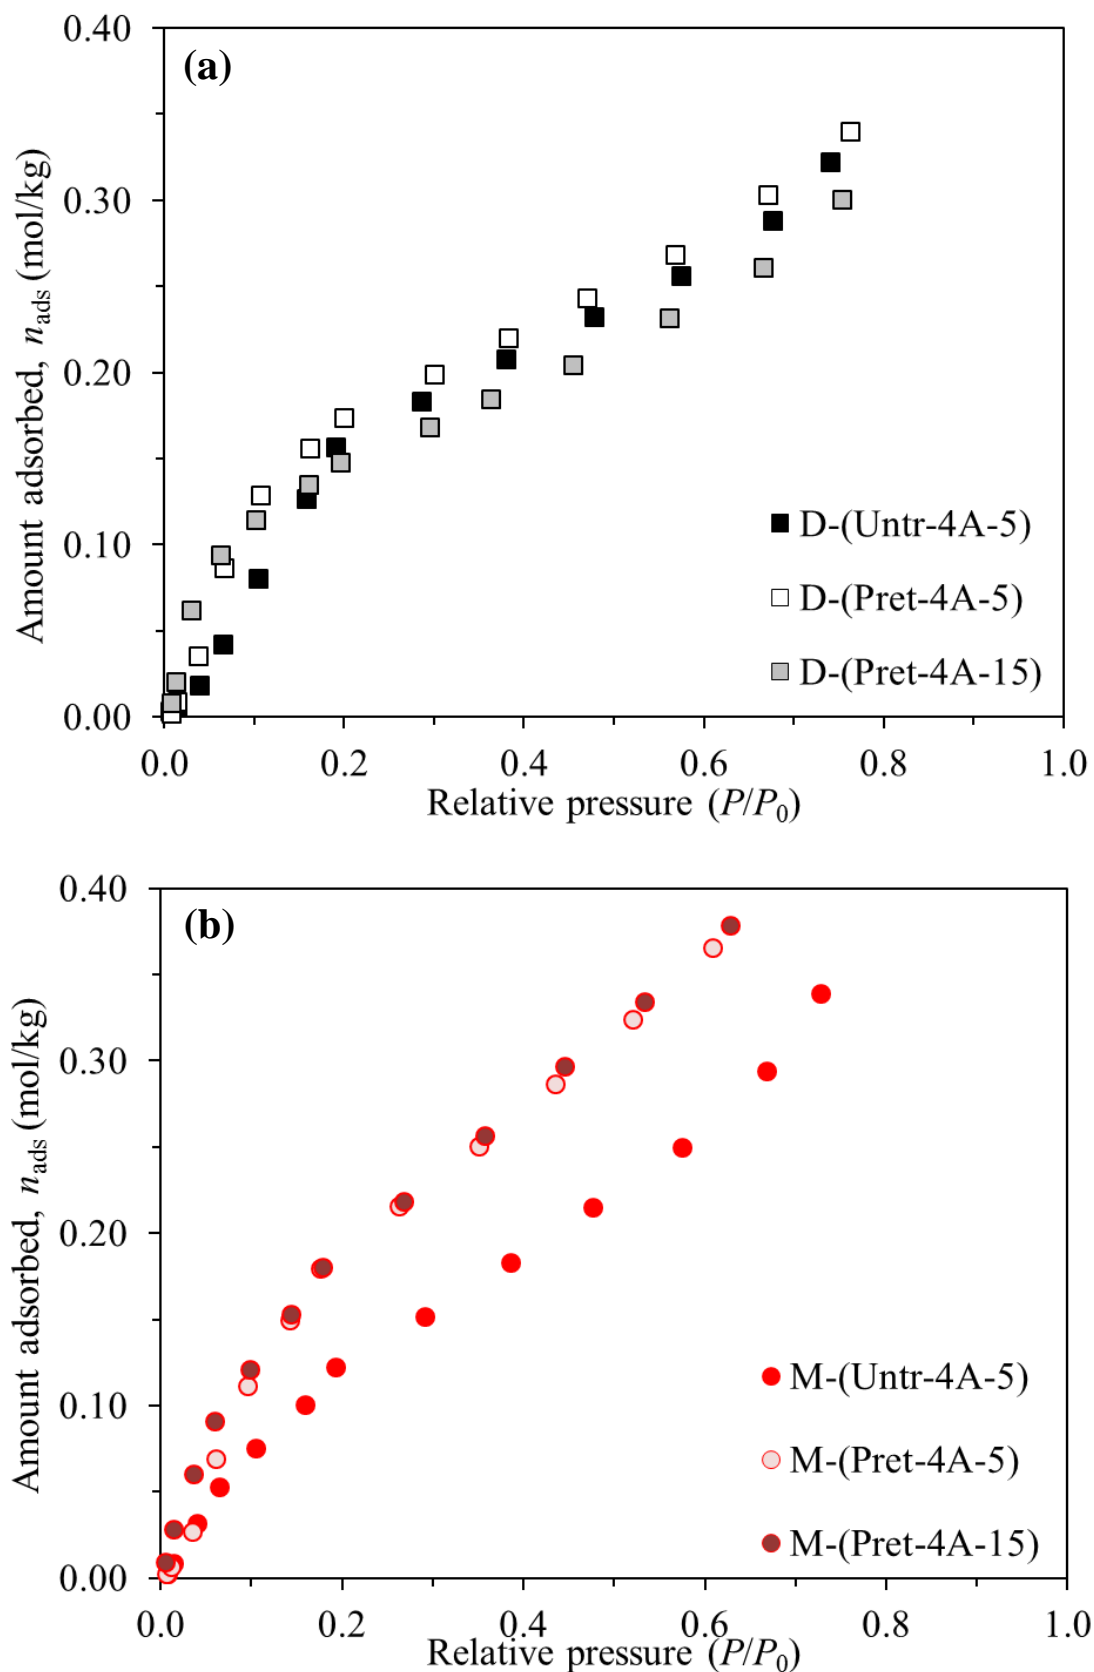 (a)
0.40
0.30
0.20
0.10
0.00
Amount adsorbed, nads (mol/kg)
D-(Untr-4A-5)
D-(Pret-4A-5)
D-(Pret-4A-15)
0.0 0.2 0.4 0.6 0.8 1.0
Relative pressure (P/P0)
(b)
0.40
0.30
0.20
0.10
0.00
Amount adsorbed, nads (mol/kg)
M-(Untr-4A-5)
M-(Pret-4A-5)
M-(Pret-4A-15)
0.0 0.2 0.4 0.6 0.8 1.0
Relative pressure (P/P0)